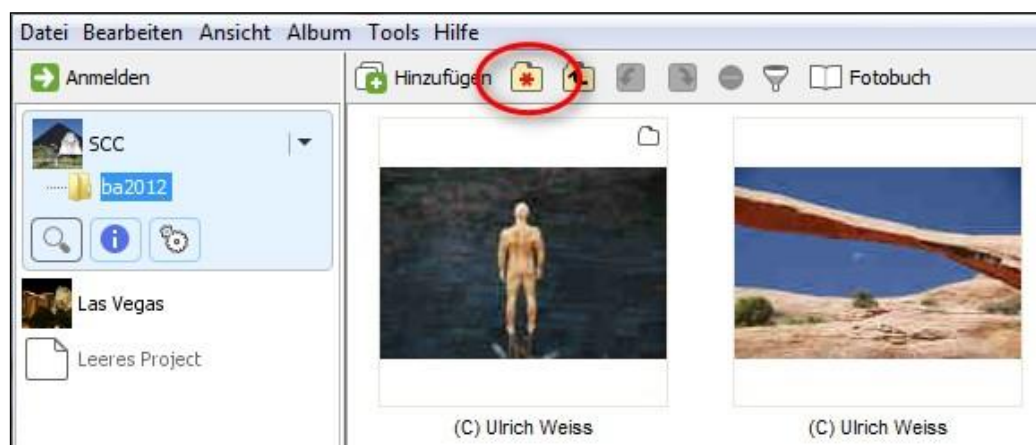 Datei Bearbeiten Ansicht Album Tools Hilfe
Anmelden
Hinzufügen
Fotobuch
SCC
ba2012
Las Vegas
Leeres Project
(C) Ulrich Weiss
(C) Ulrich Weiss